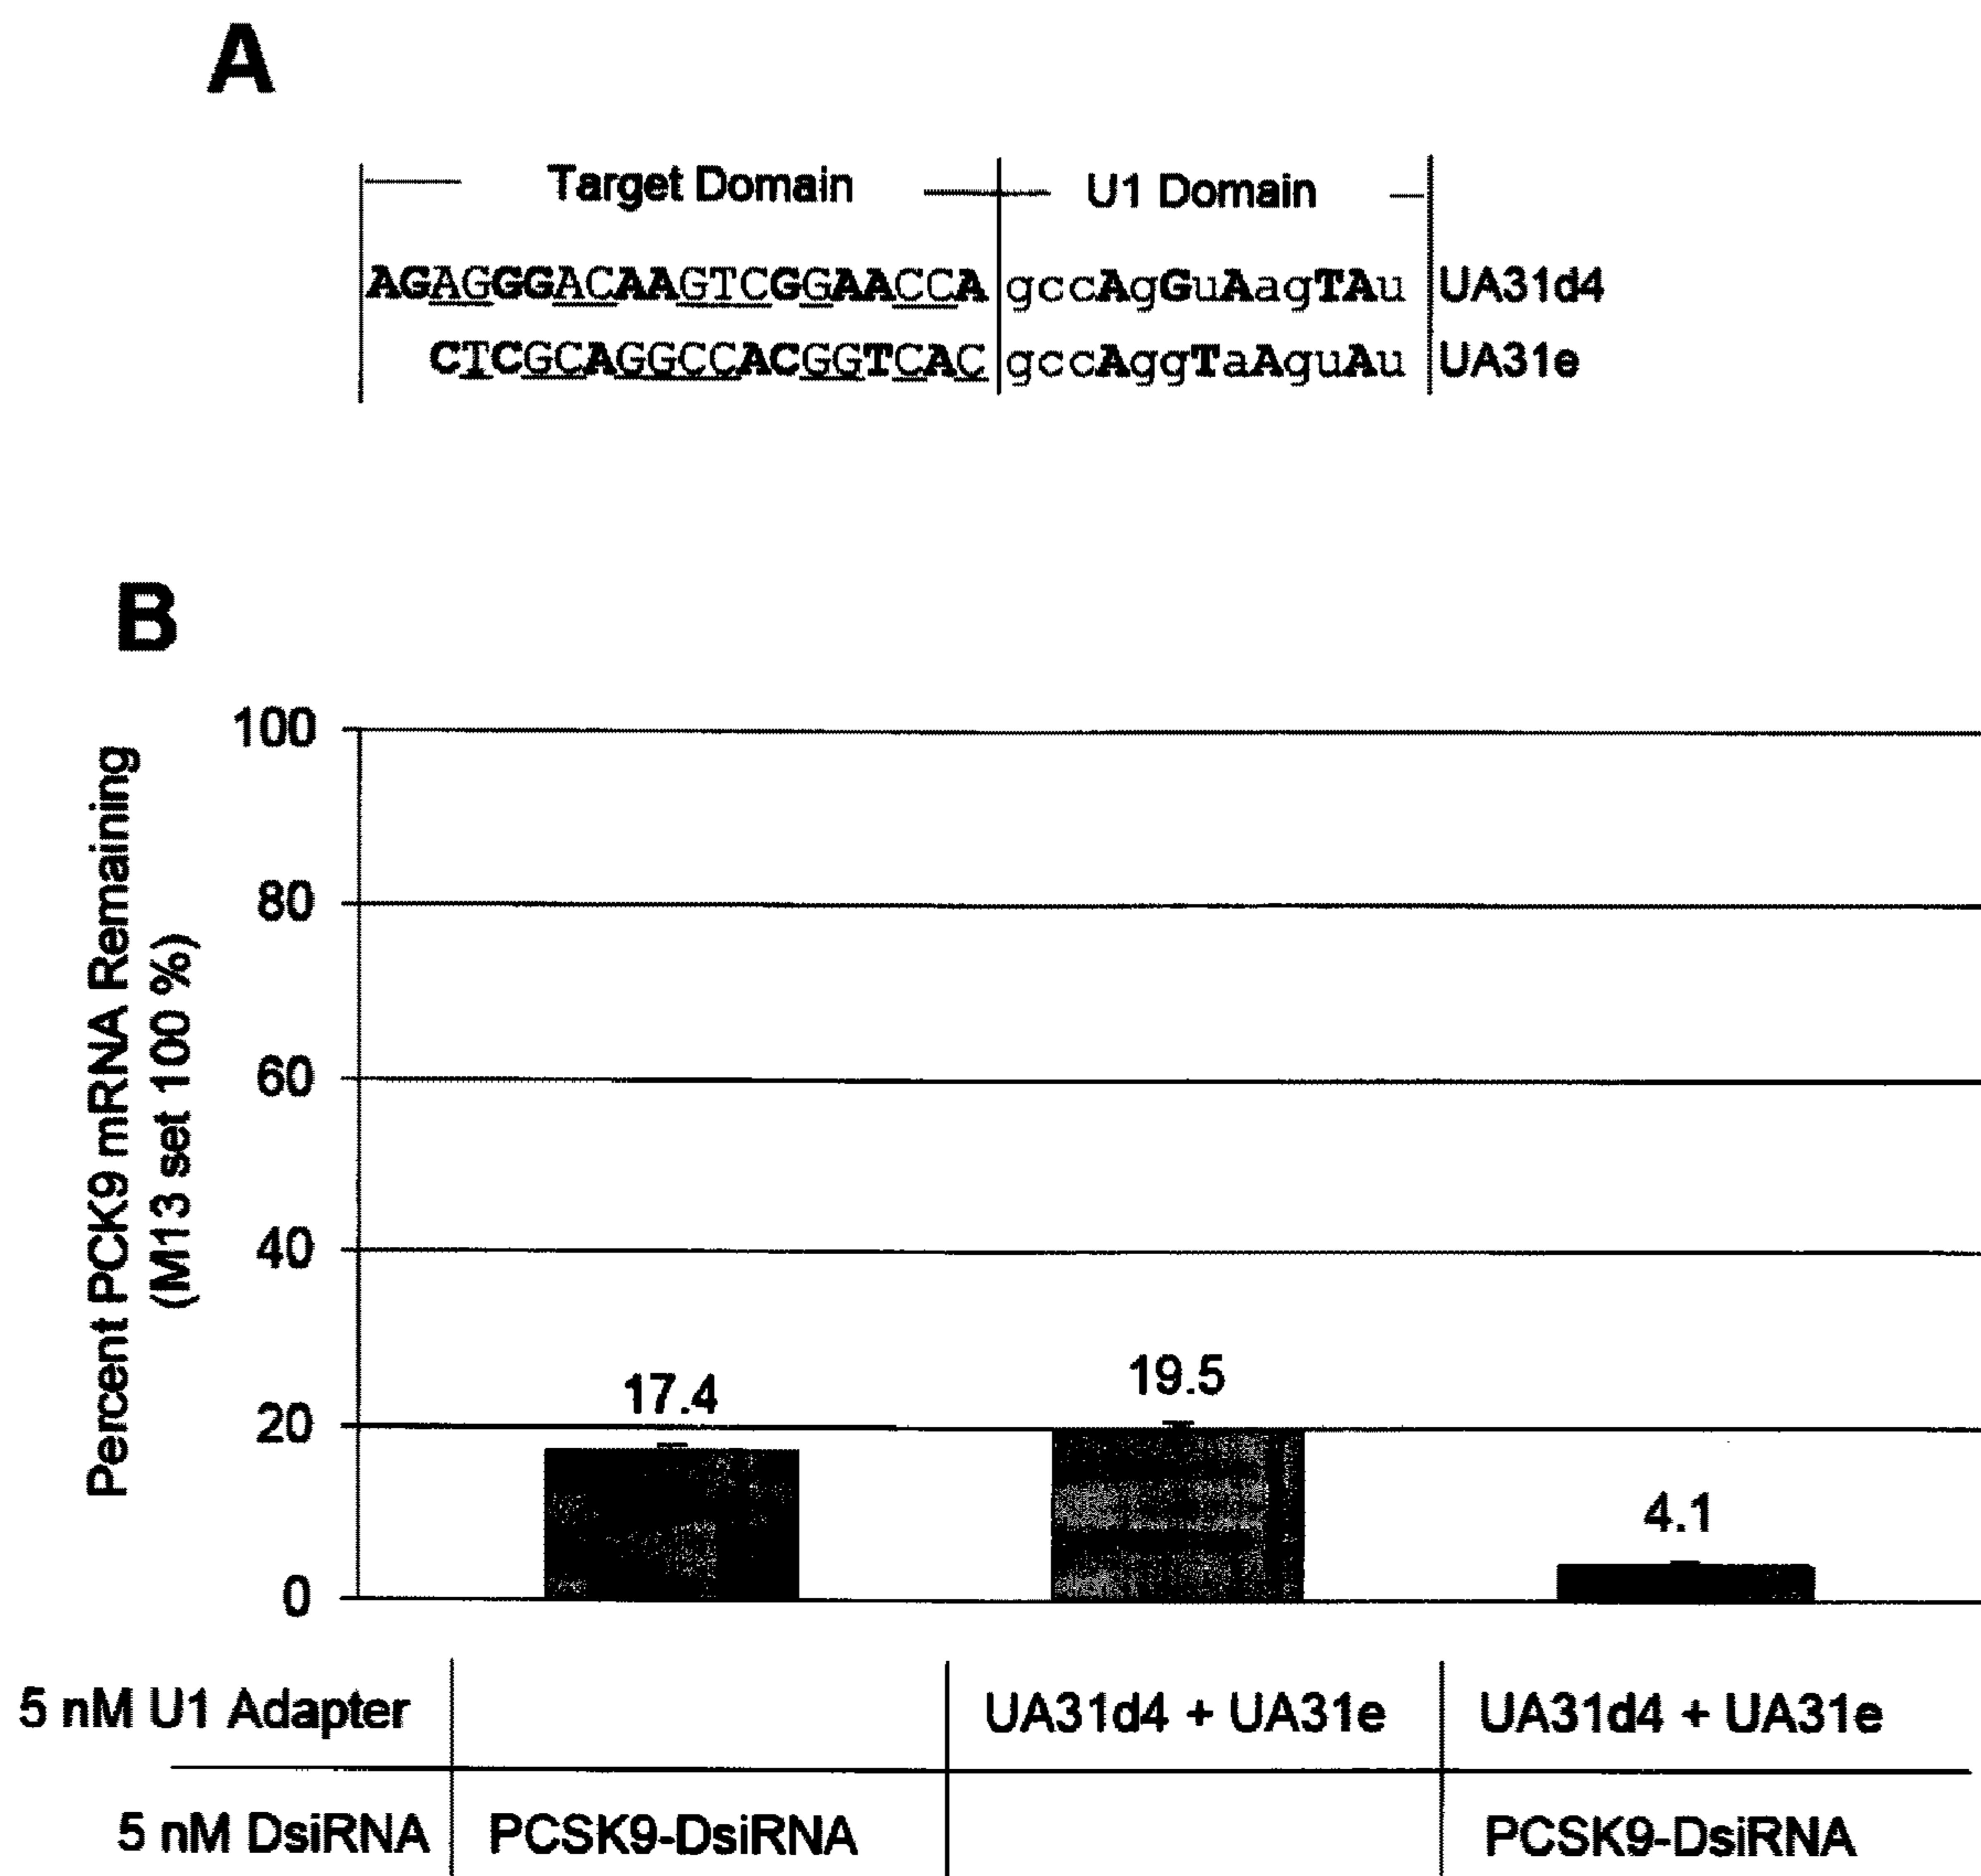 A
Target Domain U1 Domain
AGAGGGACAAGTCGGAACCA gccAgGuAagTAu UA31d4
CTCGCAGGCCACGGTCAC gccAggTaAguAu UA31e
B
Percent PCK9 mRNA Remaining
(M13 set 100 %)
100
80
60
40
20
0
17.4
19.5
4.1
5 nM U1 Adapter UA31d4 + UA31e UA31d4 + UA31e
5 nM DsiRNA PCSK9-DsiRNA PCSK9-DsiRNA